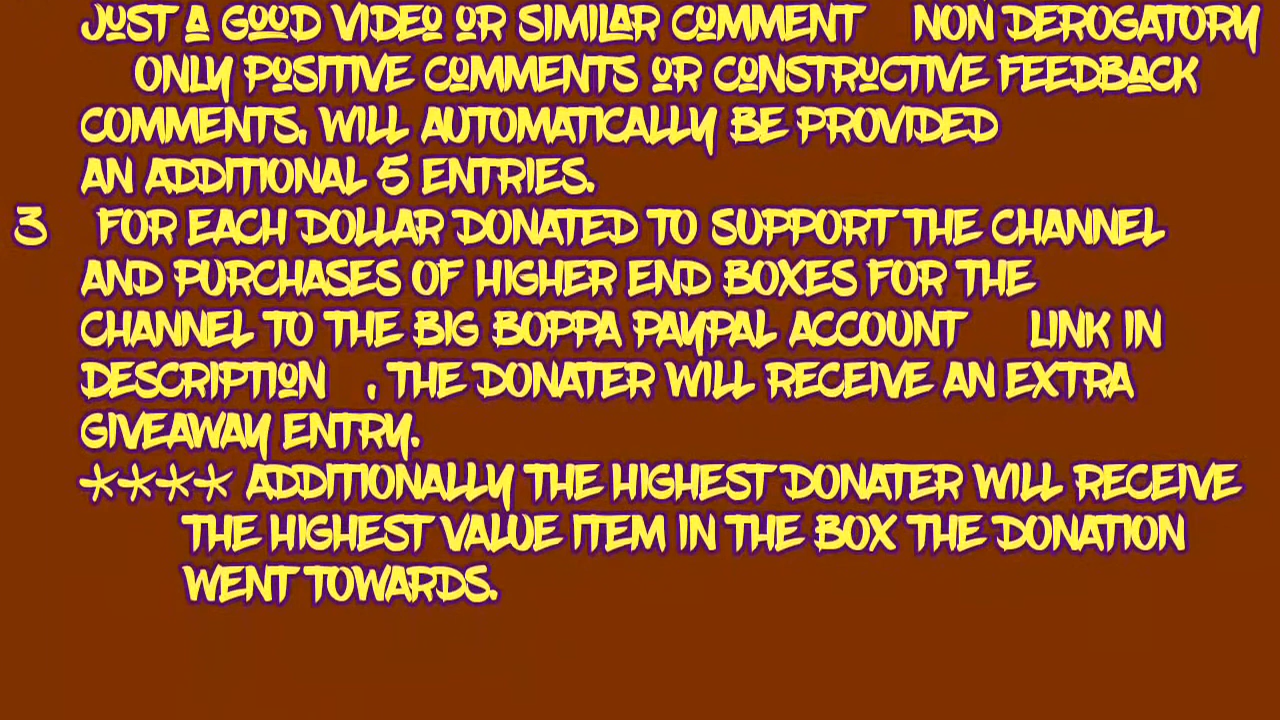 JUST A GOOD VIDEO OR SIMILAR COMMENT NON DEROGATORY
ONLY POSITIVE COMMENTS OR CONSTRUCTIVE FEEDBACK
COMMENTS, WILL AUTOMATICALLY BE PROVIDED
AN ADDITIONAL 5 ENTRIES.
3 FOR EACH DOLLAR DONATED TO SUPPORT THE CHANNEL
AND PURCHASES OF HIGHER END BOXES FOR THE
CHANNEL TO THE BIG BOPPA PAYPAL ACCOUNT LINK IN
DESCRIPTION , THE DONATER WILL RECEIVE AN EXTRA
GIVEAWAY ENTRY.
**** ADDITIONALLY THE HIGHEST DONATER WILL RECEIVE
THE HIGHEST VALUE ITEM IN THE BOX THE DONATION
WENT TOWARDS.